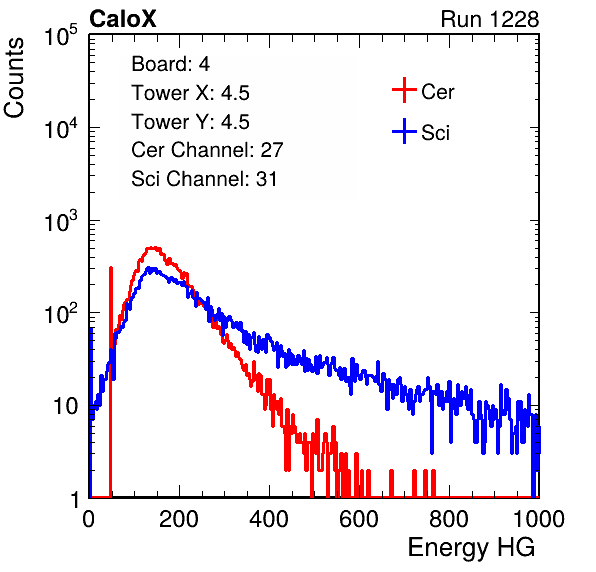 CaloX Run 1228
Counts
10^5
10^4
10^3
10^2
10
1
Board: 4
Tower X: 4.5
Tower Y: 4.5
Cer Channel: 27
Sci Channel: 31
Cer
Sci
0 200 400 600 800 1000
Energy HG